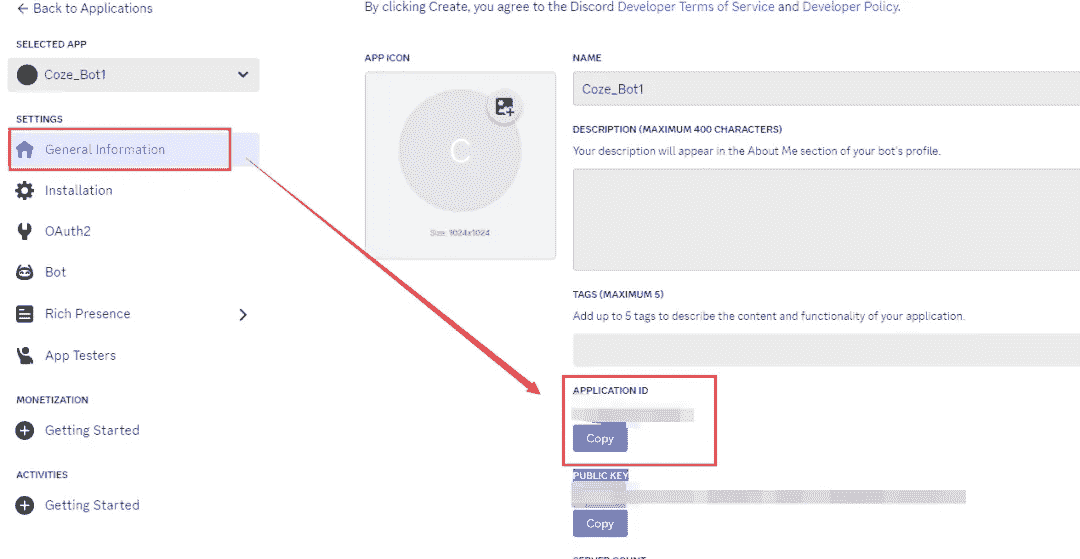 ← Back to Applications
By clicking Create, you agree to the Discord Developer Terms of Service and Developer Policy.
SELECTED APP
Coze_Bot1
SETTINGS
General Information
Installation
OAuth2
Bot
Rich Presence
App Testers
MONETIZATION
Getting Started
ACTIVITIES
Getting Started
APP ICON
C
Size: 1024x1024
NAME
Coze_Bot1
DESCRIPTION (MAXIMUM 400 CHARACTERS)
Your description will appear in the About Me section of your bot's profile.
TAGS (MAXIMUM 5)
Add up to 5 tags to describe the content and functionality of your application.
APPLICATION ID
Copy
PUBLIC KEY
Copy